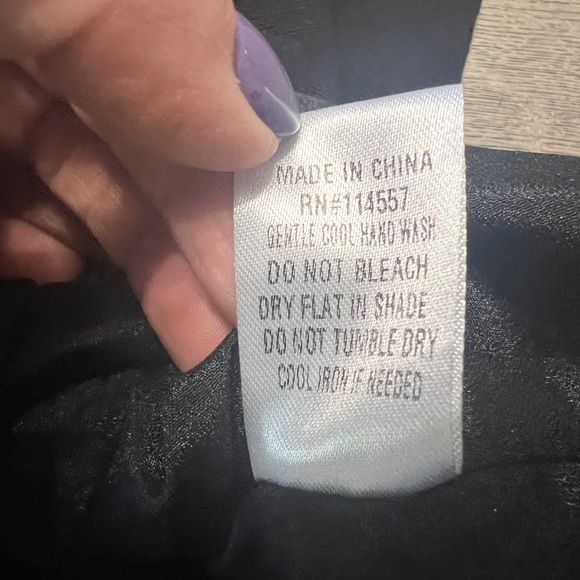 MADE IN CHINA
RN#114557
GENTLE COOL HAND WASH
DO NOT BLEACH
DRY FLAT IN SHADE
DO NOT TUMBLE DRY
COOL IRON IF NEEDED